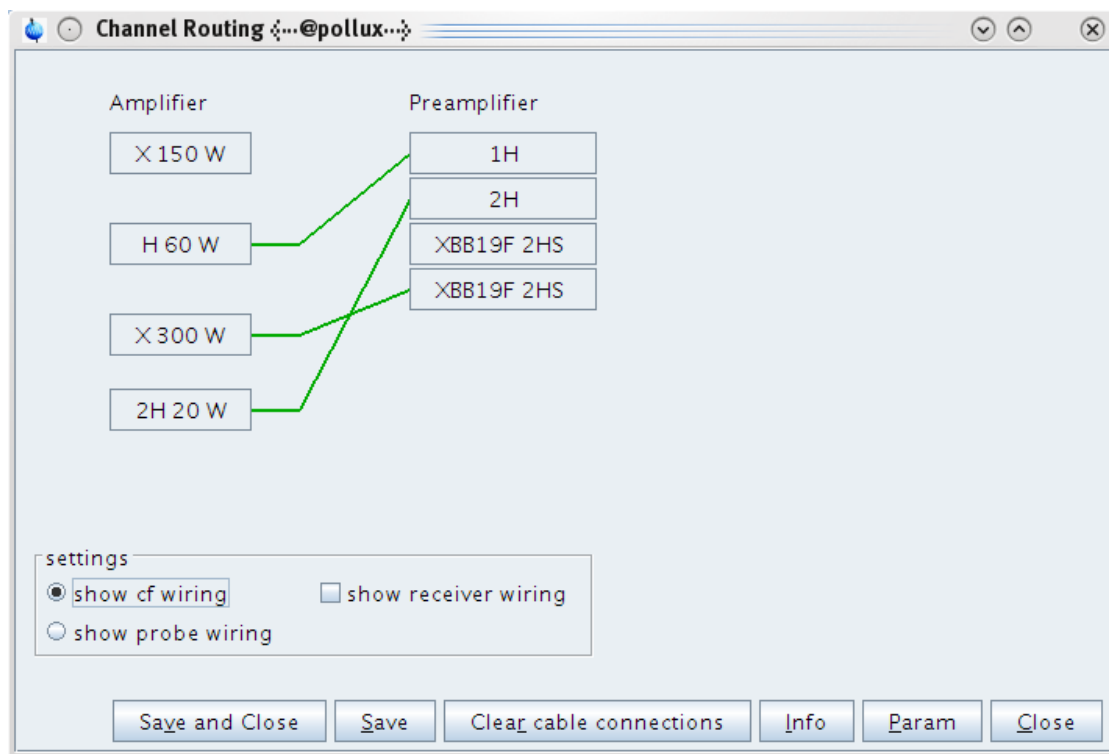 Channel Routing <...@pollux...>
Amplifier Preamplifier
X 150 W 1H
2H
H 60 W XBB19F 2HS
XBB19F 2HS
X 300 W
2H 20 W
settings
show cf wiring show receiver wiring
show probe wiring
Save and Close Save Clear cable connections Info Param Close